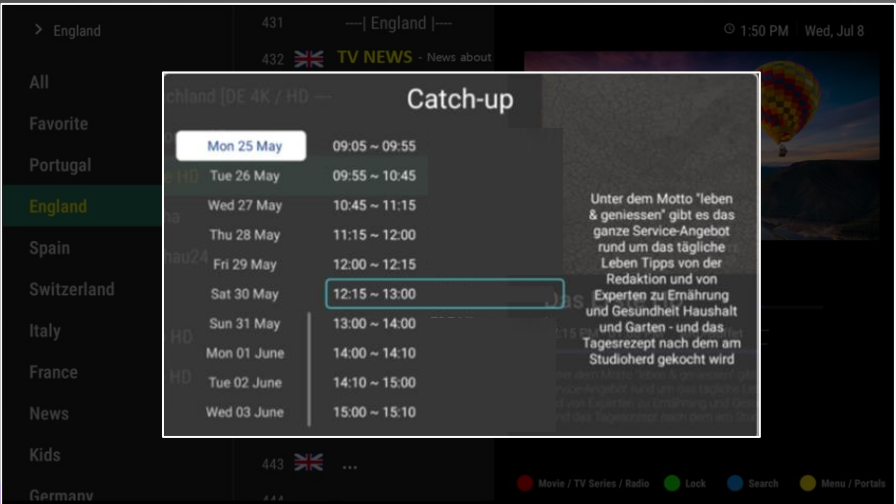 > England
All
Favorite
Portugal
England
Spain
Switzerland
Italy
France
News
Kids
Germany
431 ----| England |----
432 TV NEWS - News about
443 ...
444
1:50 PM Wed, Jul 8
Catch-up
Mon 25 May 09:05 ~ 09:55
Tue 26 May 09:55 ~ 10:45
Wed 27 May 10:45 ~ 11:15
Thu 28 May 11:15 ~ 12:00
Fri 29 May 12:00 ~ 12:15
Sat 30 May 12:15 ~ 13:00
Sun 31 May 13:00 ~ 14:00
Mon 01 June 14:00 ~ 14:10
Tue 02 June 14:10 ~ 15:00
Wed 03 June 15:00 ~ 15:10
Unter dem Motto "leben
& geniessen" gibt es das
ganze Service-Angebot
rund um das tägliche
Leben Tipps von der
Redaktion und von
Experten zu Ernährung
und Gesundheit Haushalt
und Garten - und das
Tagesrezept nach dem am
Studioherd gekocht wird
Movie / TV Series / Radio Lock Search Menu / Portals